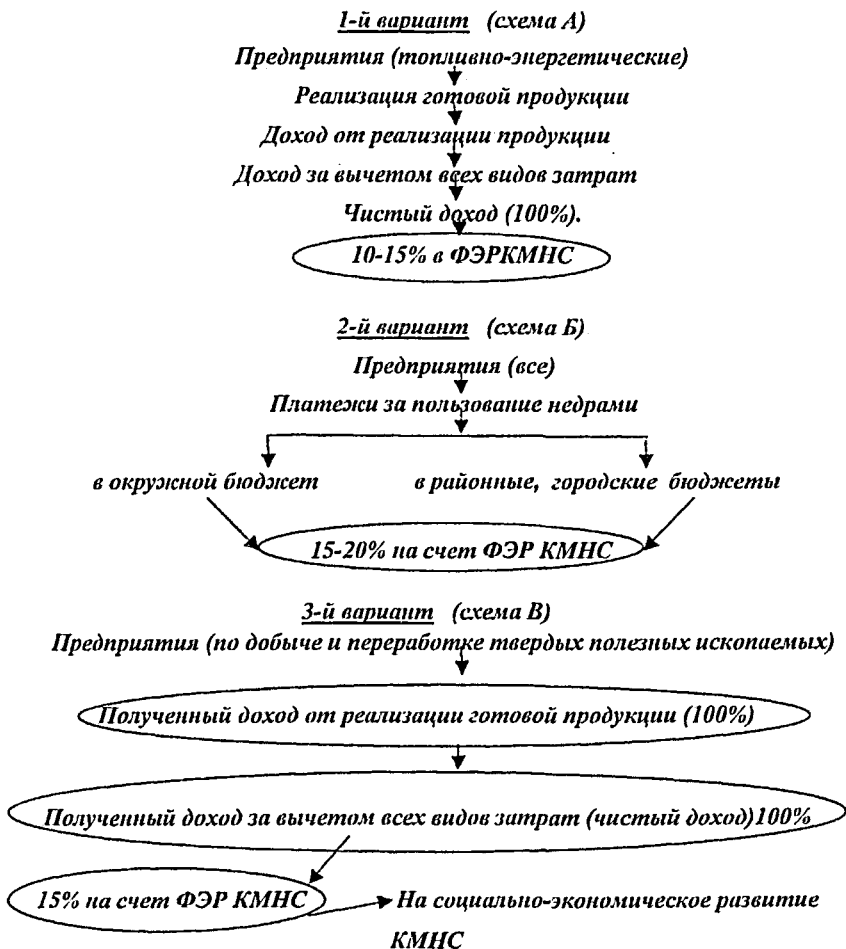 1-й вариант (схема А)
Предприятия (топливно-энергетические)
Реализация готовой продукции
Доход от реализации продукции
Доход за вычетом всех видов затрат
Чистый доход (100%).
10-15% в ФЭРКМНС
2-й вариант (схема Б)
Предприятия (все)
Платежи за пользование недрами
в окружной бюджет в районные, городские бюджеты
15-20% на счет ФЭР КМНС
3-й вариант (схема В)
Предприятия (по добыче и переработке твердых полезных ископаемых)
Полученный доход от реализации готовой продукции (100%)
Полученный доход за вычетом всех видов затрат (чистый доход)100%
15% на счет ФЭР КМНС На социально-экономическое развитие
КМНС